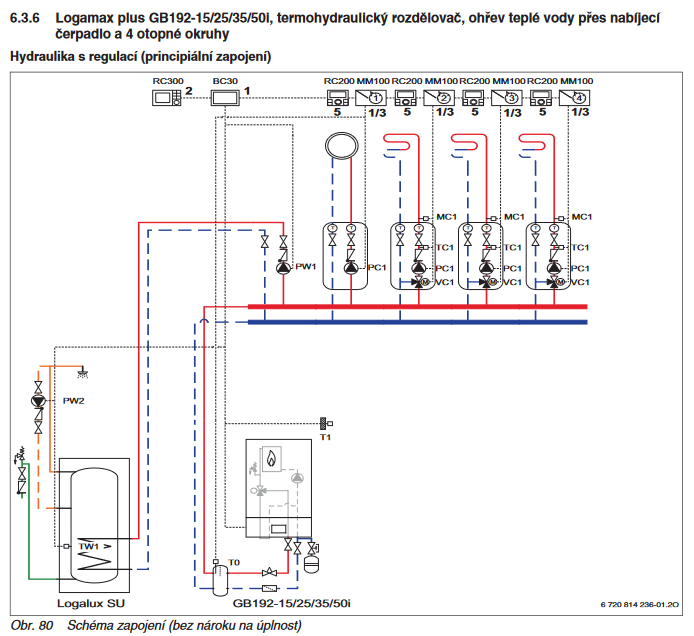 6.3.6 Logamax plus GB192-15/25/35/50i, termohydraulický rozdělovač, ohřev teplé vody přes nabíjecí
čerpadlo a 4 otopné okruhy
Hydraulika s regulací (principiální zapojení)
RC300 BC30 RC200 MM100 RC200 MM100 RC200 MM100 RC200 MM100
2 1 1 2 3 4
5 1/3 5 1/3 5 1/3 5 1/3
MC1 MC1 MC1
T T T T T T T T
TC1 TC1 TC1
PW1 PC1 PC1 PC1 PC1
M VC1 M VC1 M VC1
PW2
T1
TW1
T0
Logalux SU GB192-15/25/35/50i 6 720 814 236-01.2O
Obr. 80 Schéma zapojení (bez nároku na úplnost)